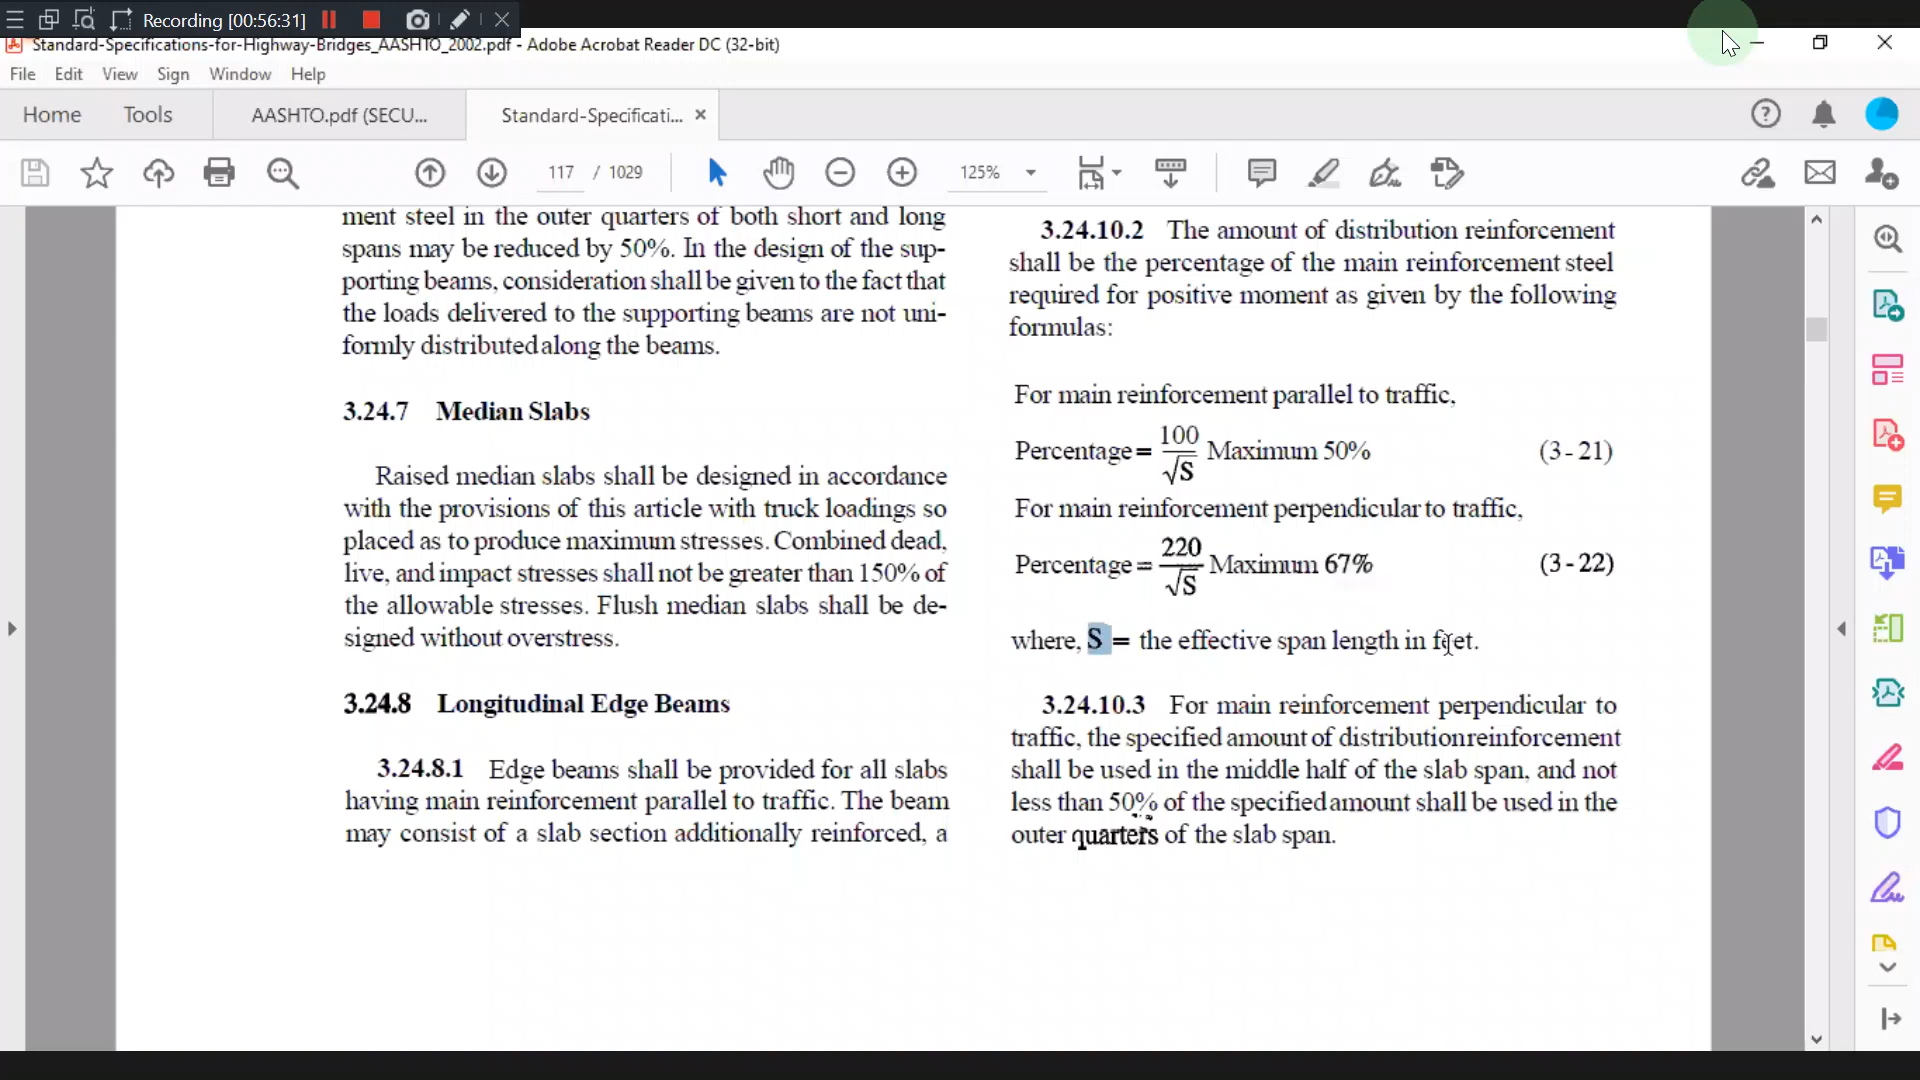 Recording [00:56:31]
Standard-Specifications-for-Highway-Bridges_AASHTO_2002.pdf - Adobe Acrobat Reader DC (32-bit)
File Edit View Sign Window Help
Home Tools AASHTO.pdf (SECU... Standard-Specificati...
117 / 1029 125%
ment steel in the outer quarters of both short and long
spans may be reduced by 50%. In the design of the sup-
porting beams, consideration shall be given to the fact that
the loads delivered to the supporting beams are not uni-
formly distributed along the beams.
3.24.7 Median Slabs
Raised median slabs shall be designed in accordance
with the provisions of this article with truck loadings so
placed as to produce maximum stresses. Combined dead,
live, and impact stresses shall not be greater than 150% of
the allowable stresses. Flush median slabs shall be de-
signed without overstress.
3.24.8 Longitudinal Edge Beams
3.24.8.1 Edge beams shall be provided for all slabs
having main reinforcement parallel to traffic. The beam
may consist of a slab section additionally reinforced, a
3.24.10.2 The amount of distribution reinforcement
shall be the percentage of the main reinforcement steel
required for positive moment as given by the following
formulas:
For main reinforcement parallel to traffic,
Percentage = 100/√S Maximum 50% (3-21)
For main reinforcement perpendicular to traffic,
Percentage = 220/√S Maximum 67% (3-22)
where, S = the effective span length in feet.
3.24.10.3 For main reinforcement perpendicular to
traffic, the specified amount of distribution reinforcement
shall be used in the middle half of the slab span, and not
less than 50% of the specified amount shall be used in the
outer quarters of the slab span.